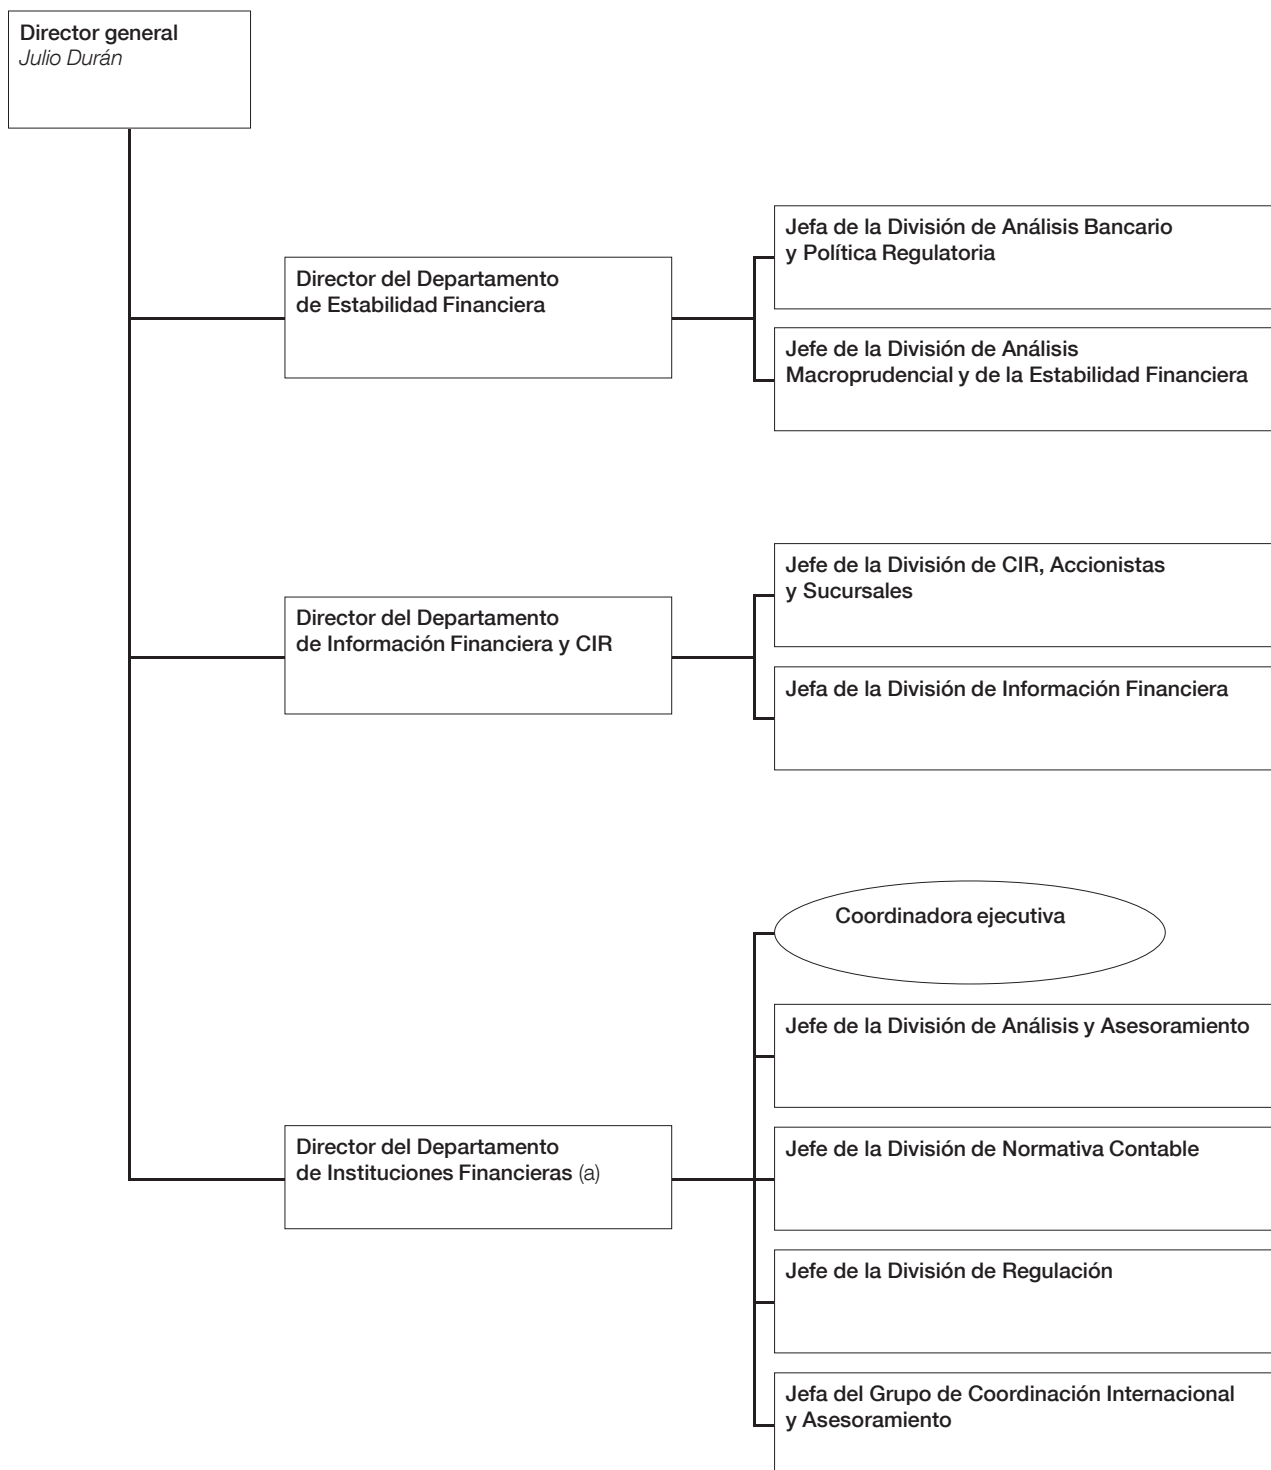 Director general
Julio Durán
Director del Departamento
de Estabilidad Financiera
Jefa de la División de Análisis Bancario
y Política Regulatoria
Jefe de la División de Análisis
Macroprudencial y de la Estabilidad Financiera
Director del Departamento
de Información Financiera y CIR
Jefe de la División de CIR, Accionistas
y Sucursales
Jefa de la División de Información Financiera
Director del Departamento
de Instituciones Financieras (a)
Coordinadora ejecutiva
Jefe de la División de Análisis y Asesoramiento
Jefe de la División de Normativa Contable
Jefe de la División de Regulación
Jefa del Grupo de Coordinación Internacional
y Asesoramiento